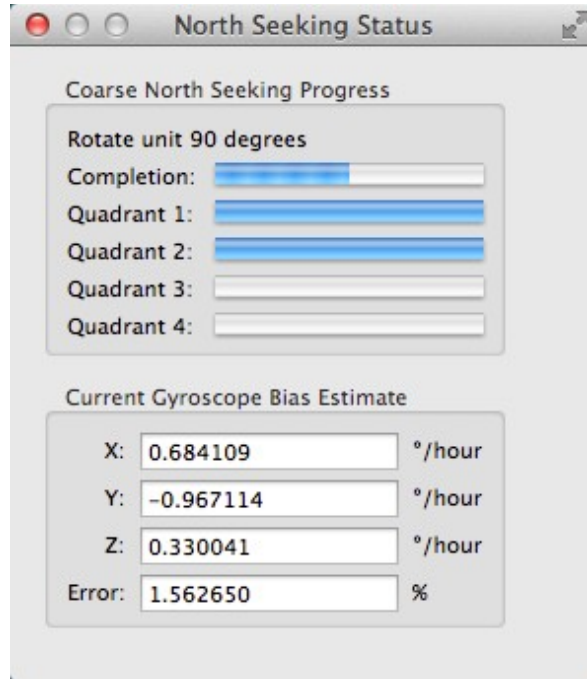 North Seeking Status
Coarse North Seeking Progress
Rotate unit 90 degrees
Completion:
Quadrant 1:
Quadrant 2:
Quadrant 3:
Quadrant 4:
Current Gyroscope Bias Estimate
X: 0.684109 °/hour
Y: -0.967114 °/hour
Z: 0.330041 °/hour
Error: 1.562650 %